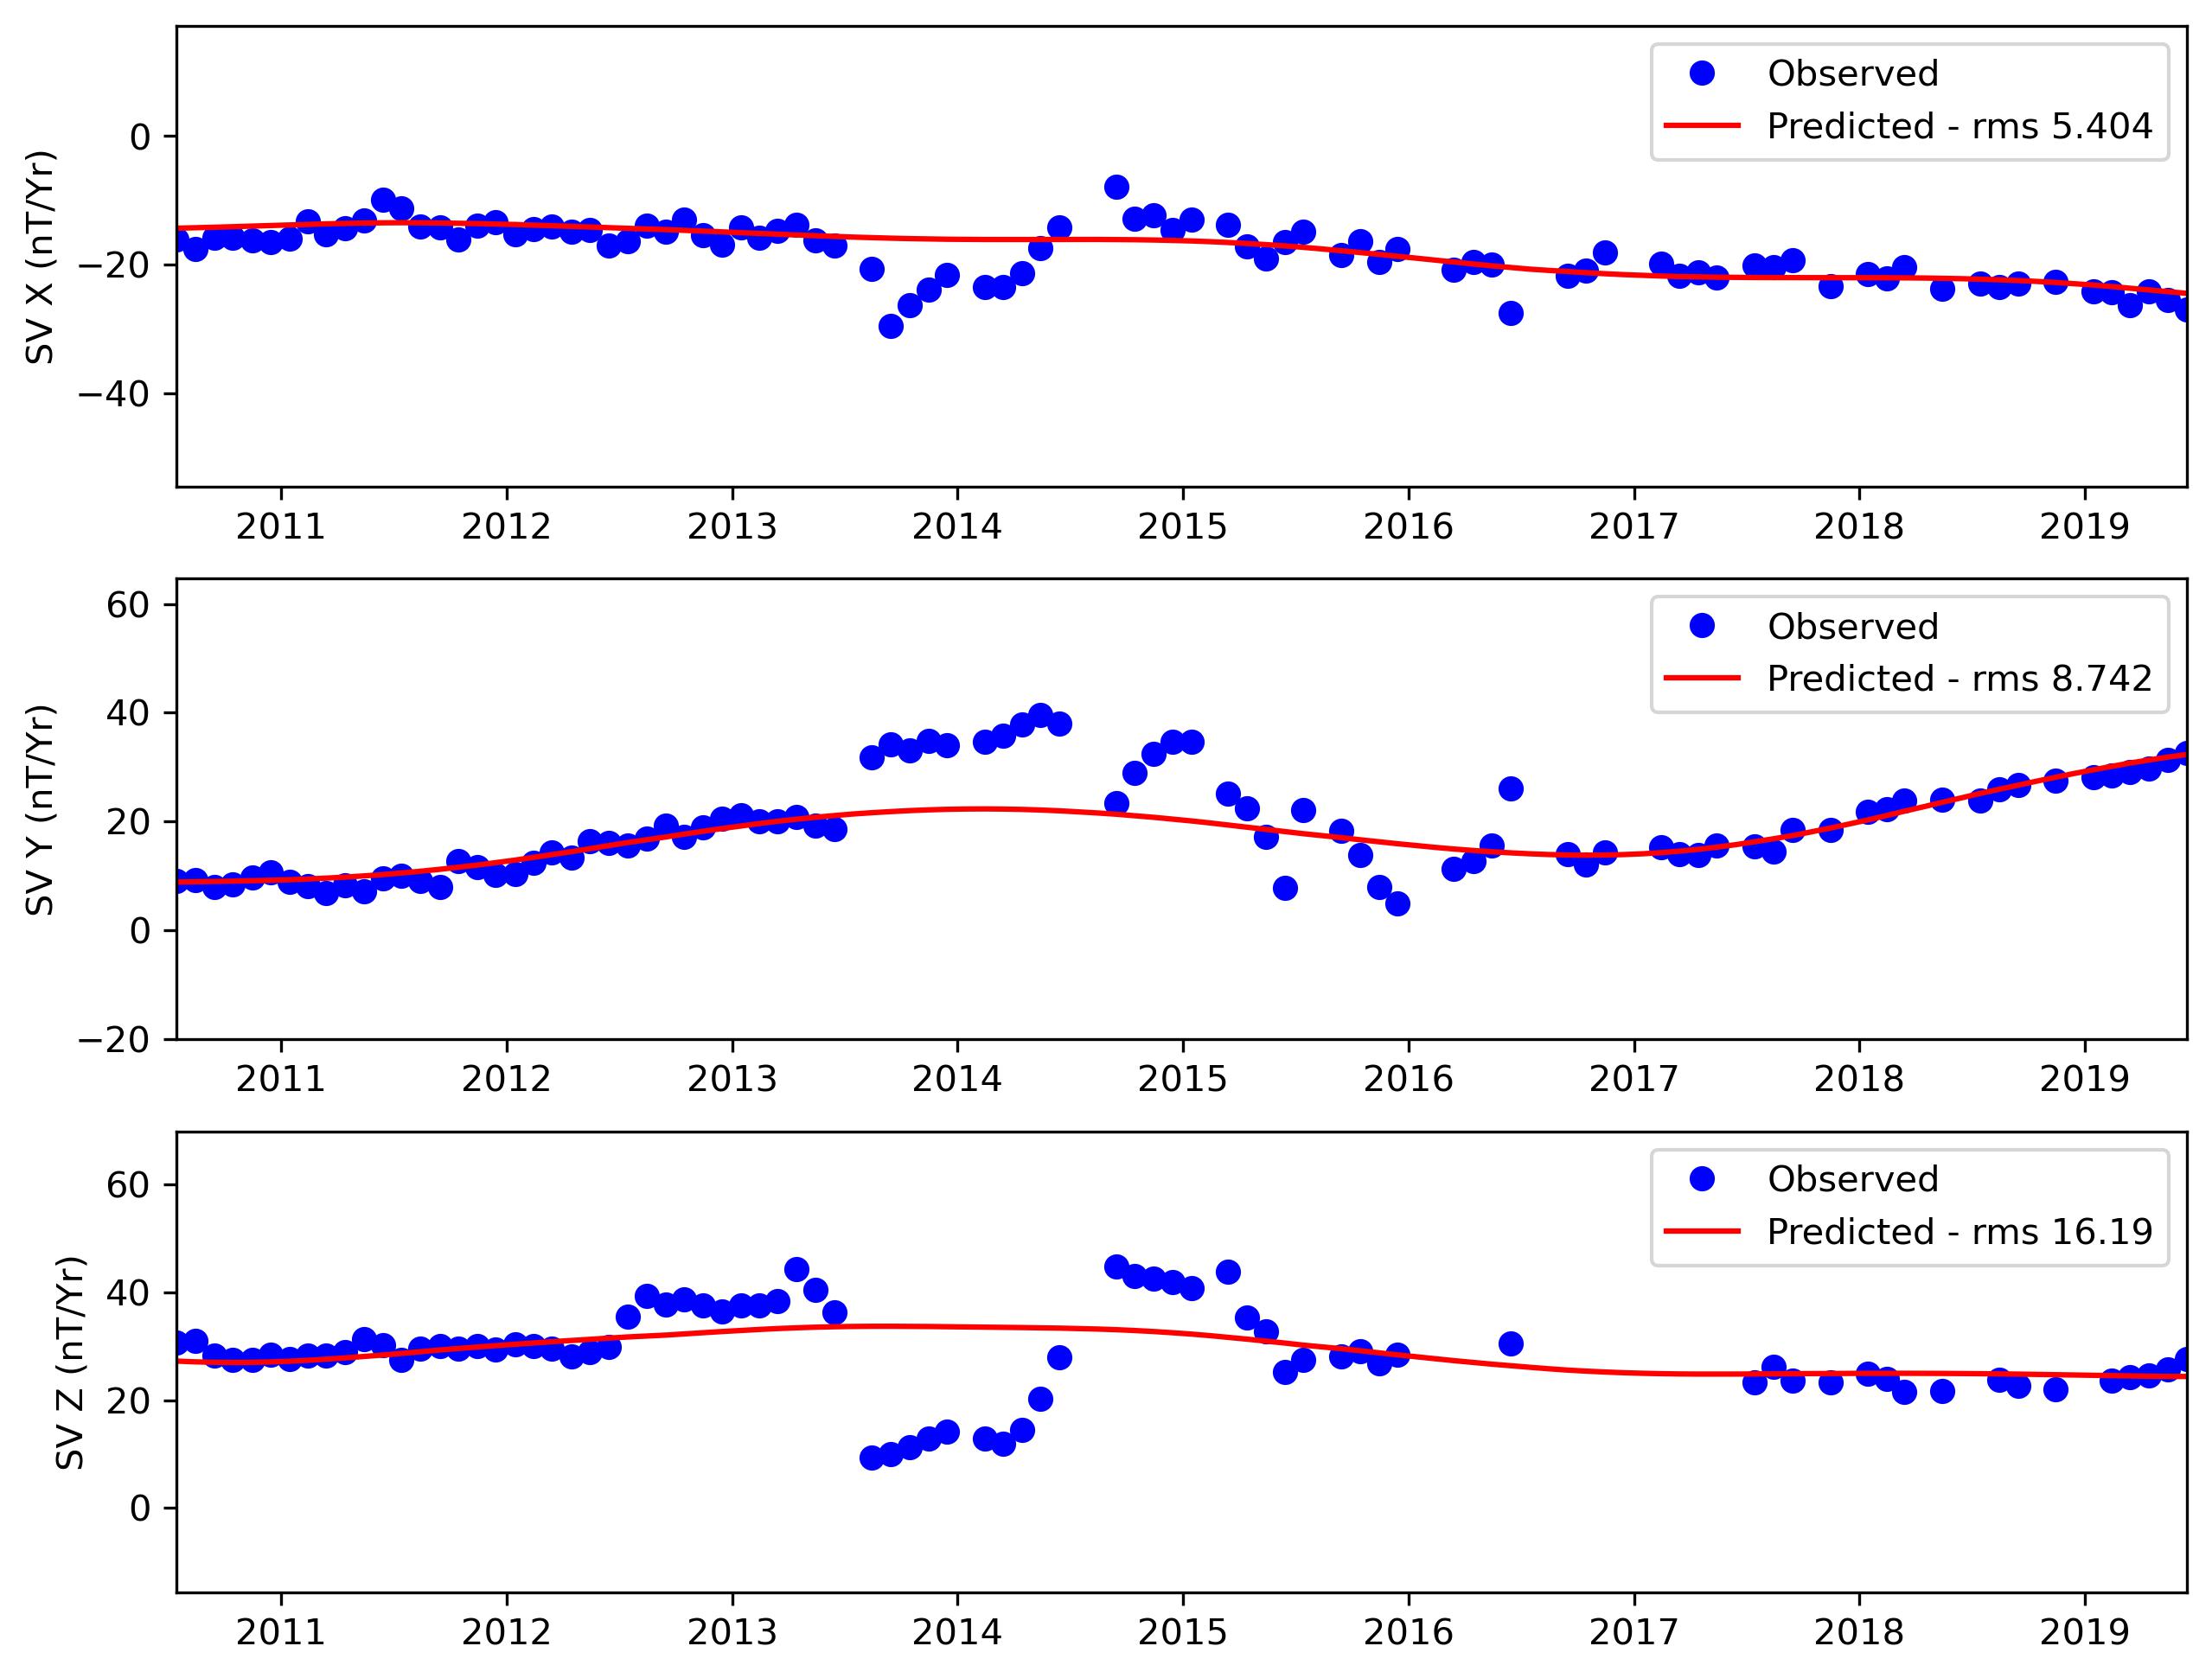 SV X (nT/Yr)
0
−20
−40
Observed
Predicted - rms 5.404
2011 2012 2013 2014 2015 2016 2017 2018 2019
SV Y (nT/Yr)
60
40
20
0
−20
Observed
Predicted - rms 8.742
2011 2012 2013 2014 2015 2016 2017 2018 2019
SV Z (nT/Yr)
60
40
20
0
Observed
Predicted - rms 16.19
2011 2012 2013 2014 2015 2016 2017 2018 2019